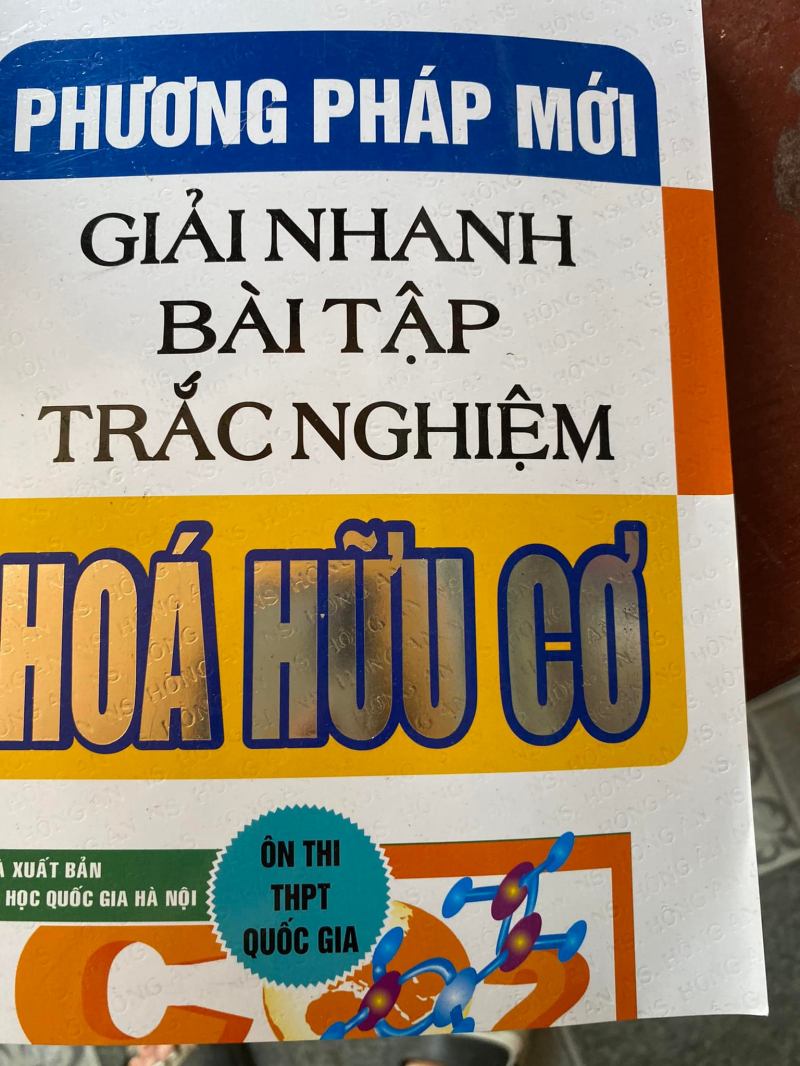 PHƯƠNG PHÁP MỚI
GIẢI NHANH
BÀI TẬP
TRẮC NGHIỆM
HOÁ HỮU CƠ
XUẤT BẢN
HỌC QUỐC GIA HÀ NỘI
ÔN THI
THPT
QUỐC GIA